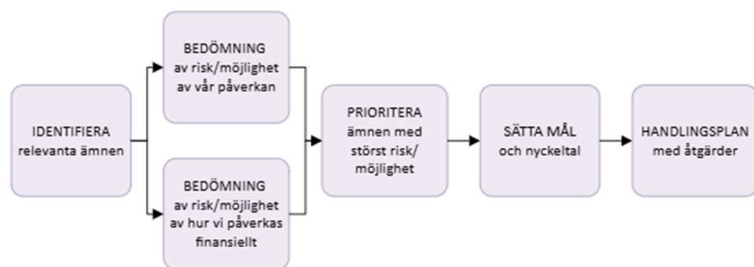 IDENTIFIERA
relevanta ämnen
BEDÖMNING
av risk/möjlighet
av vår påverkan
BEDÖMNING
av risk/möjlighet
av hur vi påverkas
finansiellt
PRIORITERA
ämnen med
störst risk/
möjlighet
SÄTTA MÅL
och nyckeltal
HANDLINGSPLAN
med åtgärder